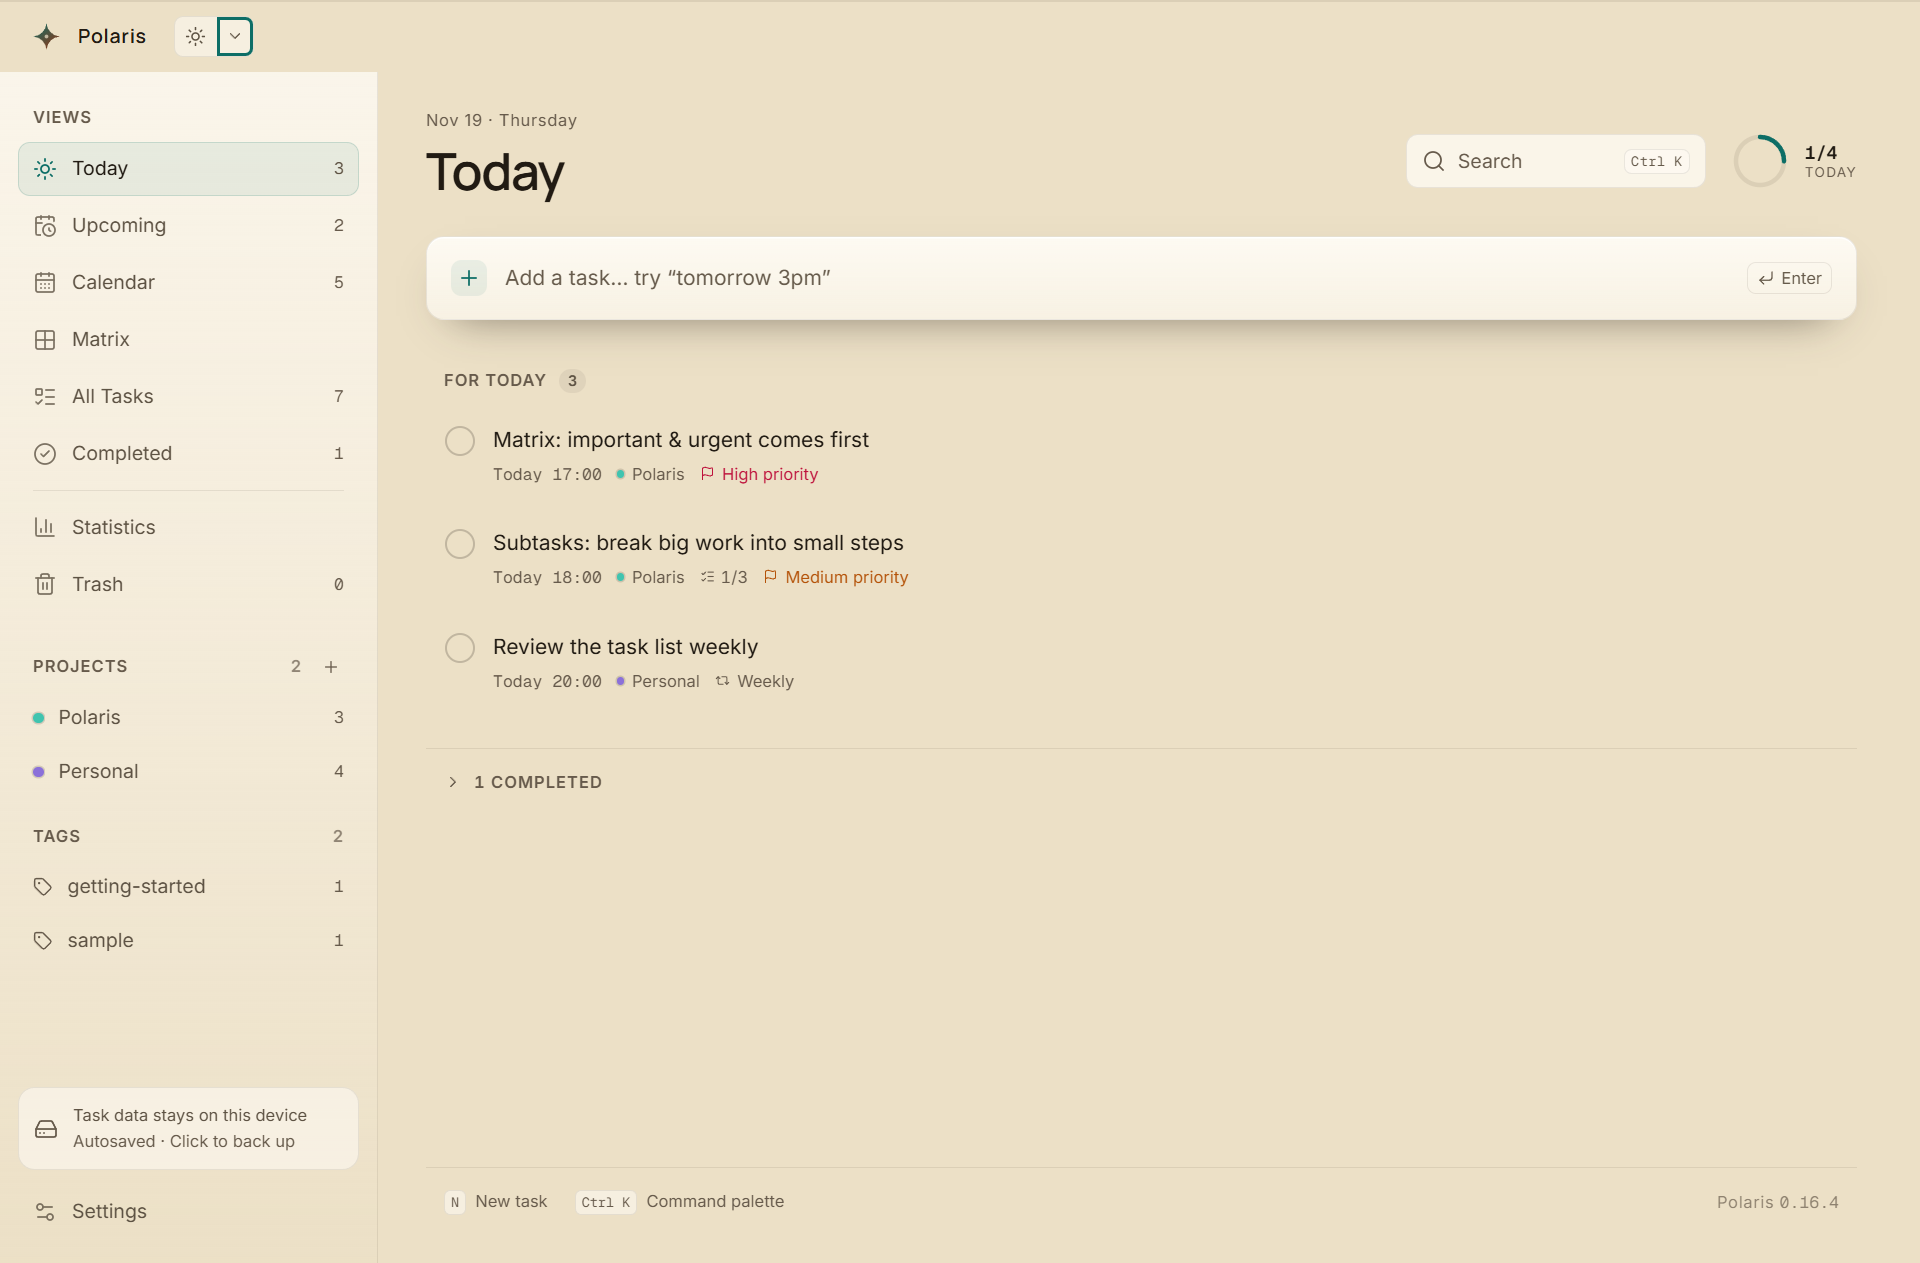 Polaris
VIEWS
Today 3
Upcoming 2
Calendar 5
Matrix
All Tasks 7
Completed 1
Statistics
Trash 0
PROJECTS 2
Polaris 3
Personal 4
TAGS 2
getting-started 1
sample 1
Task data stays on this device
Autosaved · Click to back up
Settings
Nov 19 · Thursday
Today
Search Ctrl K
1/4
TODAY
Add a task... try “tomorrow 3pm” Enter
FOR TODAY 3
Matrix: important & urgent comes first
Today 17:00 Polaris High priority
Subtasks: break big work into small steps
Today 18:00 Polaris 1/3 Medium priority
Review the task list weekly
Today 20:00 Personal Weekly
1 COMPLETED
N New task Ctrl K Command palette
Polaris 0.16.4